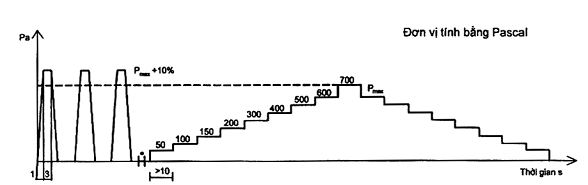 Đơn vị tính bằng Pascal
Pa
Pmax +10%
700
Pmax
600
500
400
300
200
150
100
50
1 3
>10
Thời gian s